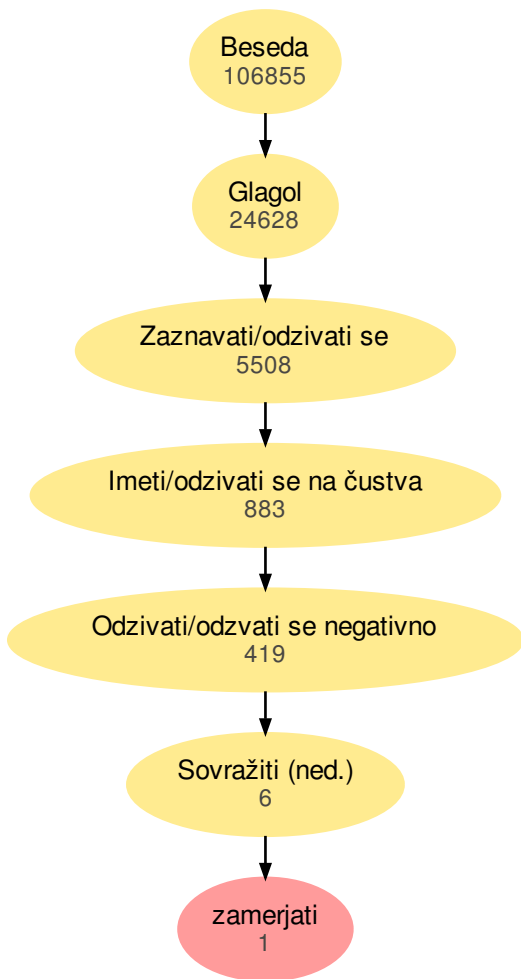 Beseda
106855
Glagol
24628
Zaznavati/odzivati se
5508
Imeti/odzivati se na čustva
883
Odzivati/odzvati se negativno
419
Sovražiti (ned.)
6
zamerjati
1